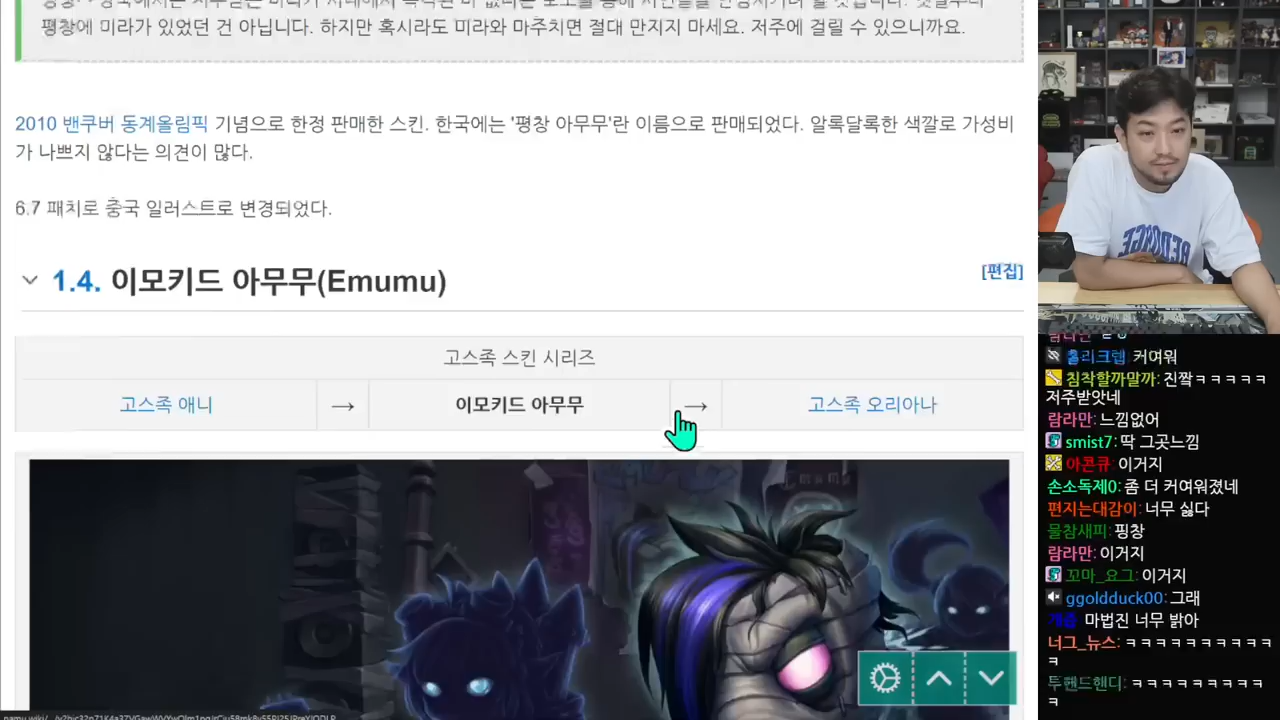 평창에 미라가 있었던 건 아닙니다. 하지만 혹시라도 미라와 마주치면 절대 만지지 마세요. 저주에 걸릴 수 있으니까요.
2010 밴쿠버 동계올림픽 기념으로 한정 판매한 스킨. 한국에는 '평창 아무무'란 이름으로 판매되었다. 알록달록한 색깔로 가성비
가 나쁘지 않다는 의견이 많다.
6.7 패치로 중국 일러스트로 변경되었다.
1.4. 이모키드 아무무(Emumu)
[편집]
고스족 스킨 시리즈
고스족 애니 → 이모키드 아무무 → 고스족 오리아나
홀리크렙 커여워
침착할까말까: 진짴ㅋㅋㅋㅋㅋ
저주받앗네
람라만: 느낌없어
smist7: 딱 그곳느낌
아콘큐: 이거지
손소독제0: 좀 더 커여워졌네
편지는대감이: 너무 싫다
물참새피: 핑창
람라만: 이거지
꼬마_요그: 이거지
ggoldduck00: 그래
마법진 너무 밝아
너그_뉴스: ㅋㅋㅋㅋㅋㅋㅋㅋㅋㅋ
ㅋ
투핸드핸디: ㅋㅋㅋㅋㅋㅋㅋㅋㅋ
ㅋ